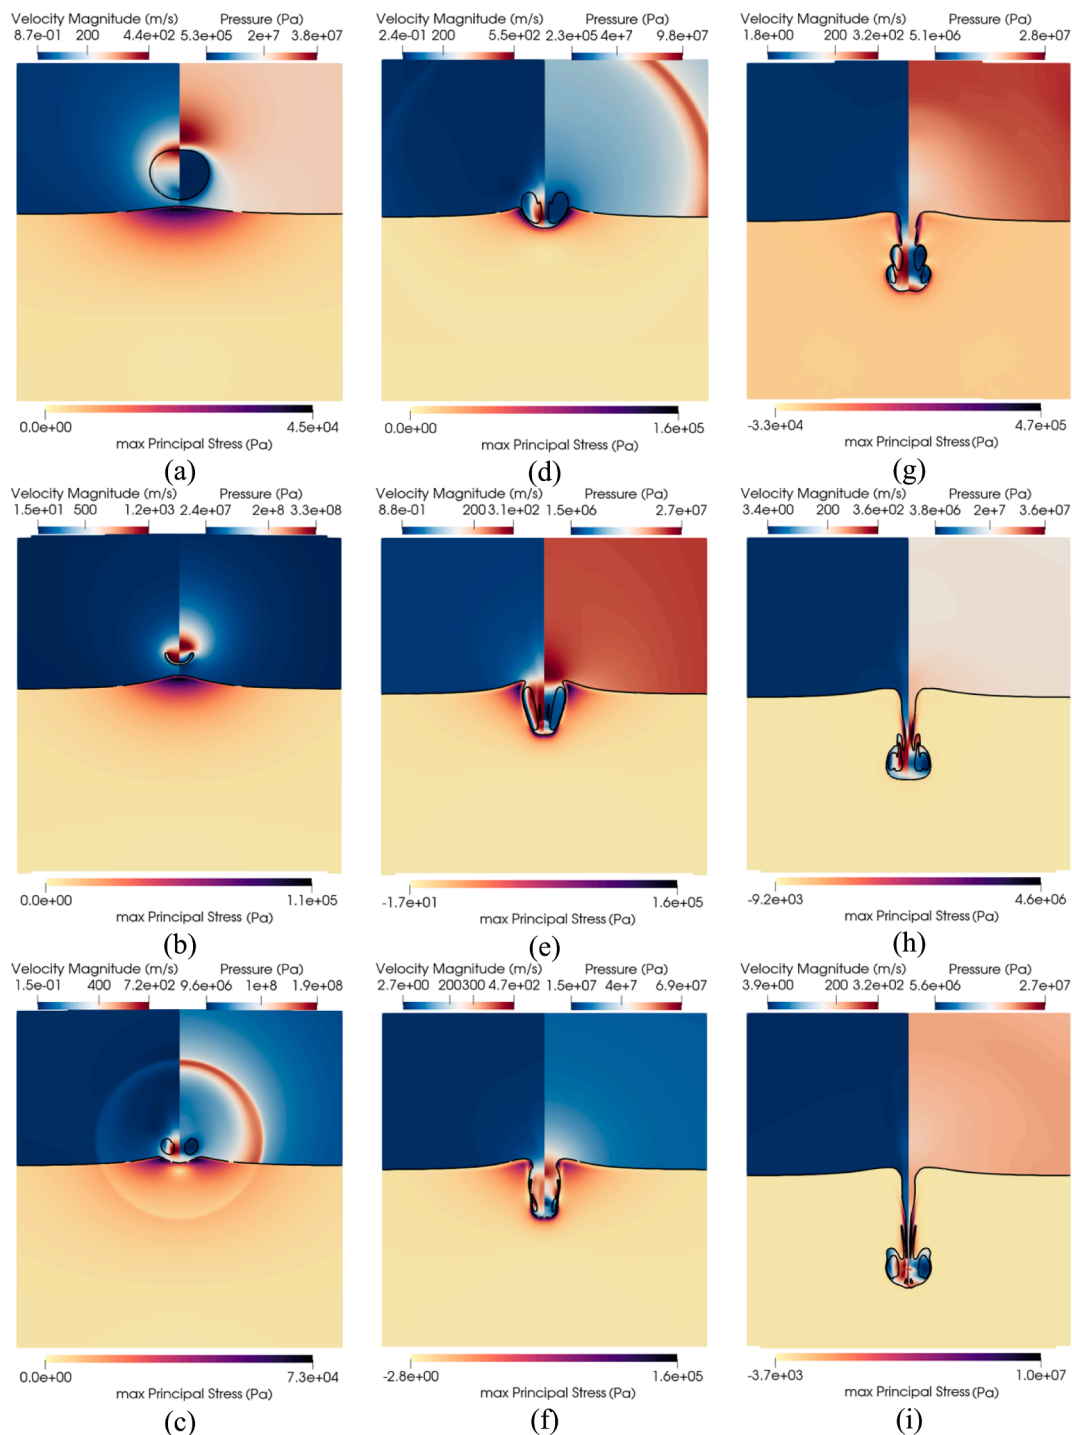 Velocity Magnitude (m/s) Pressure (Pa)
8.7e-01 200 4.4e+02 5.3e+05 2e+7 3.8e+07
0.0e+00 4.5e+04
max Principal Stress (Pa)
(a)
Velocity Magnitude (m/s) Pressure (Pa)
2.4e-01 200 5.5e+02 2.3e+05 4e+7 9.8e+07
0.0e+00 1.6e+05
max Principal Stress (Pa)
(d)
Velocity Magnitude (m/s) Pressure (Pa)
1.8e+00 200 3.2e+02 5.1e+06 2.8e+07
-3.3e+04 4.7e+05
max Principal Stress (Pa)
(g)
Velocity Magnitude (m/s) Pressure (Pa)
1.5e+01 500 1.2e+03 2.4e+07 2e+8 3.3e+08
0.0e+00 1.1e+05
max Principal Stress (Pa)
(b)
Velocity Magnitude (m/s) Pressure (Pa)
8.8e-01 200 3.1e+02 1.5e+06 2.7e+07
-1.7e+01 1.6e+05
max Principal Stress (Pa)
(e)
Velocity Magnitude (m/s) Pressure (Pa)
3.4e+00 200 3.6e+02 3.8e+06 2e+7 3.6e+07
-9.2e+03 4.6e+06
max Principal Stress (Pa)
(h)
Velocity Magnitude (m/s) Pressure (Pa)
1.5e-01 400 7.2e+02 9.6e+06 1e+8 1.9e+08
0.0e+00 7.3e+04
max Principal Stress (Pa)
(c)
Velocity Magnitude (m/s) Pressure (Pa)
2.7e+00 200 300 4.7e+02 1.5e+07 4e+7 6.9e+07
-2.8e+00 1.6e+05
max Principal Stress (Pa)
(f)
Velocity Magnitude (m/s) Pressure (Pa)
3.9e+00 200 3.2e+02 5.6e+06 2.7e+07
-3.7e+03 1.0e+07
max Principal Stress (Pa)
(i)